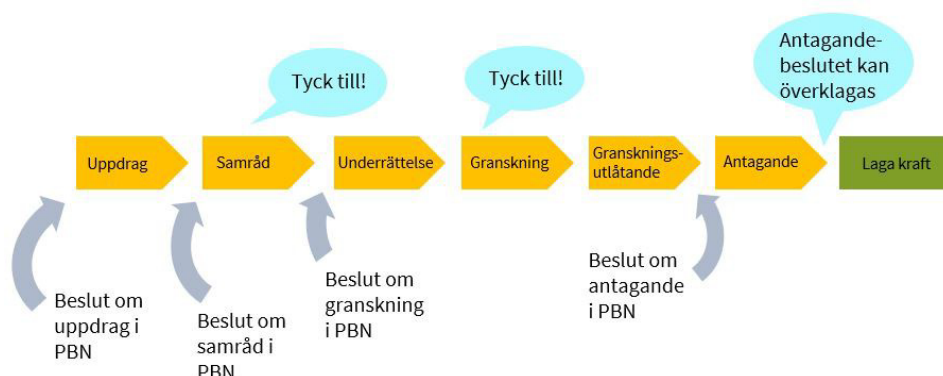 Tyck till!
Tyck till!
Antagande-
beslutet kan
överklagas
Uppdrag
Samråd
Underrättelse
Granskning
Gransknings-
utlåtande
Antagande
Laga kraft
Beslut om
uppdrag i
PBN
Beslut om
samråd i
PBN
Beslut om
granskning
i PBN
Beslut om
antagande
i PBN